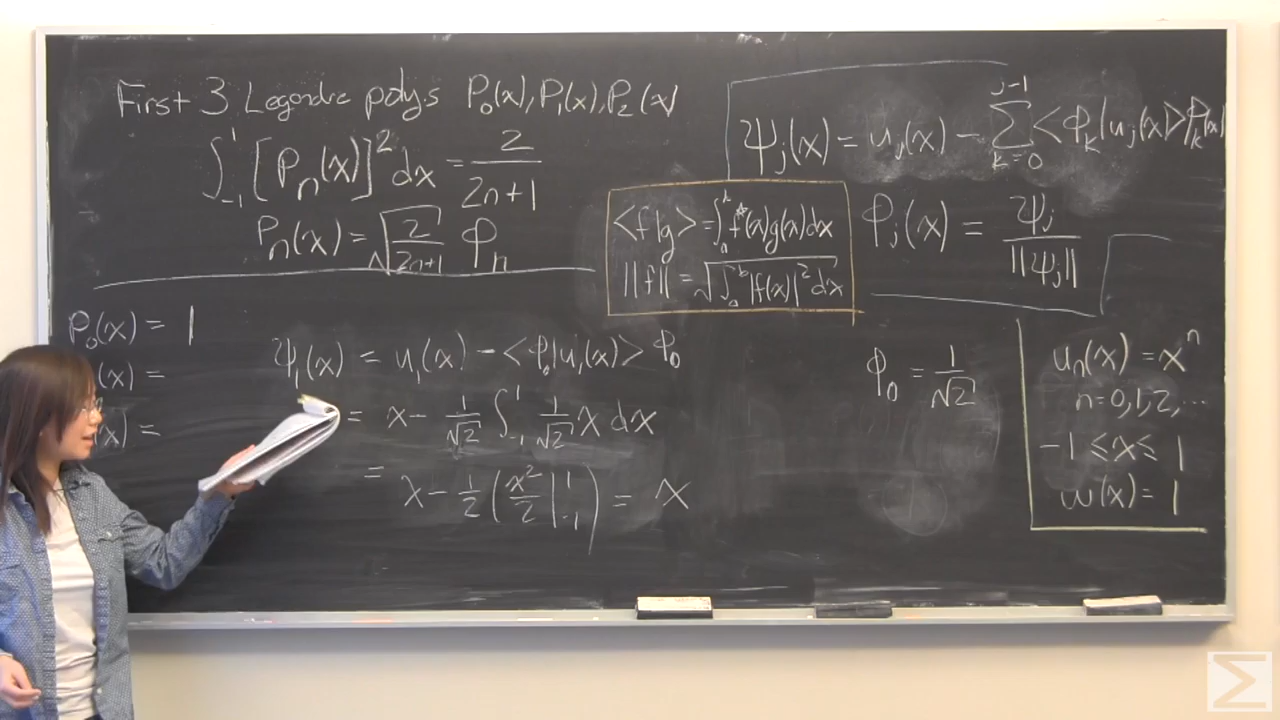 First 3 Legendre polys P₀(x), P₁(x), P₂(x)
∫₋₁¹ [Pₙ(x)]² dx = 2/(2n+1)
Pₙ(x) = √(2/(2n+1)) φₙ
ψⱼ(x) = uⱼ(x) − Σₖ₌₀ʲ⁻¹ <φₖ|uⱼ(x)>φₖ(x)
<f|g> = ∫ₐᵇ f*(x)g(x)dx
||f|| = √(∫ₐᵇ |f(x)|² dx)
φⱼ(x) = ψⱼ/||ψⱼ||
P₀(x) = 1
(x) =
(x) =
ψ₁(x) = u₁(x) − <φ₀|u₁(x)> φ₀
= x − 1/√2 ∫₋₁¹ 1/√2 x dx
= x − 1/2 (x²/2 |₋₁¹) = x
φ₀ = 1/√2
uₙ(x) = xⁿ
n = 0,1,2,...
−1 ≤ x ≤ 1
w(x) = 1
Σ